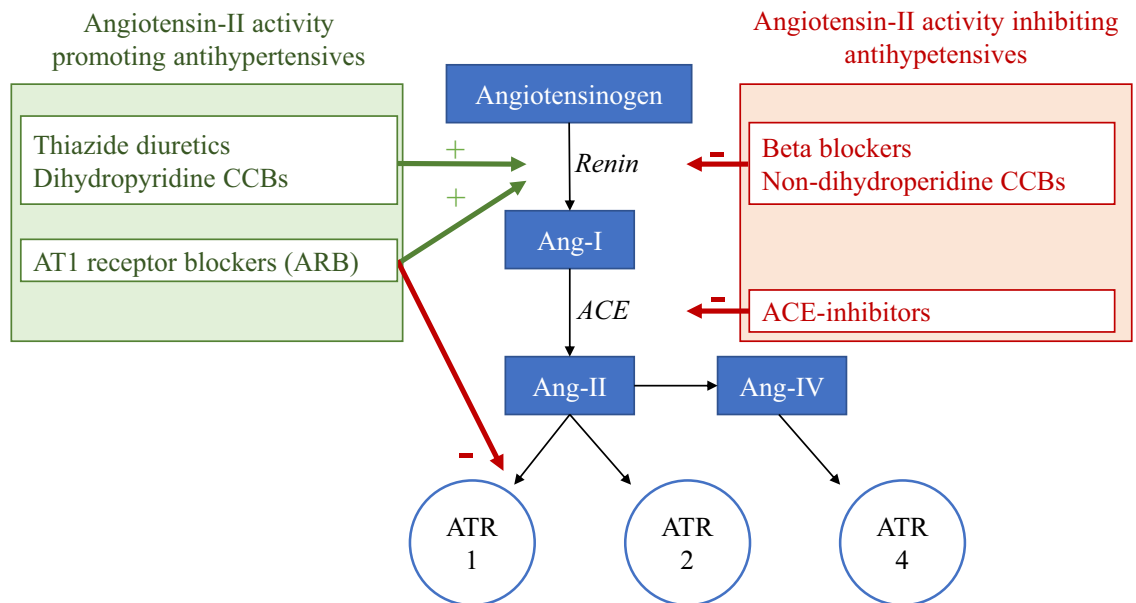 Angiotensin-II activity
promoting antihypertensives
Angiotensin-II activity inhibiting
antihypetensives
Angiotensinogen
Thiazide diuretics
Dihydropyridine CCBs
+
+
Renin
-
Beta blockers
Non-dihydroperidine CCBs
AT1 receptor blockers (ARB)
Ang-I
ACE
-
ACE-inhibitors
Ang-II
Ang-IV
-
ATR
1
ATR
2
ATR
4